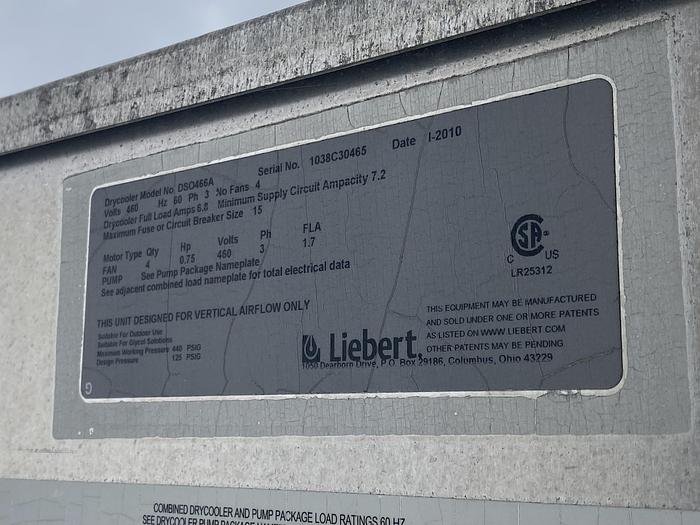 Drycooler Model No. DSO466A Serial No. 1038C30465 Date I-2010
Volts 460 Hz 60 Ph 3 No Fans 4
Drycooler Full Load Amps 6.8 Minimum Supply Circuit Ampacity 7.2
Maximum Fuse or Circuit Breaker Size 15
Motor Type Qty Hp Volts Ph FLA
FAN 4 0.75 460 3 1.7
PUMP See Pump Package Nameplate
See adjacent combined load nameplate for total electrical data
THIS UNIT DESIGNED FOR VERTICAL AIRFLOW ONLY
Suitable For Outdoor Use
Suitable For Glycol Solutions
Maximum Working Pressure 440 PSIG
Design Pressure 125 PSIG
CSA
C US
LR25312
Liebert.
1050 Dearborn Drive, P.O. Box 29186, Columbus, Ohio 43229
THIS EQUIPMENT MAY BE MANUFACTURED
AND SOLD UNDER ONE OR MORE PATENTS
AS LISTED ON WWW.LIEBERT.COM
OTHER PATENTS MAY BE PENDING
COMBINED DRYCOOLER AND PUMP PACKAGE LOAD RATINGS 60 HZ
SEE DRYCOOLER PUMP PACKAGE